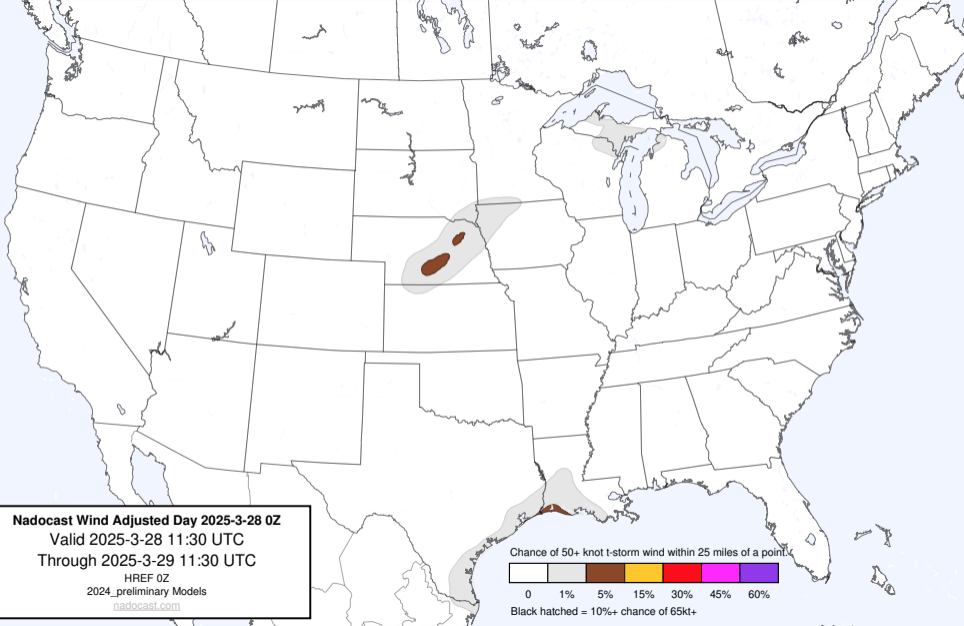 Nadocast Wind Adjusted Day 2025-3-28 0Z
Valid 2025-3-28 11:30 UTC
Through 2025-3-29 11:30 UTC
HREF 0Z
2024_preliminary Models
nadocast.com
Chance of 50+ knot t-storm wind within 25 miles of a point.
0 1% 5% 15% 30% 45% 60%
Black hatched = 10%+ chance of 65kt+